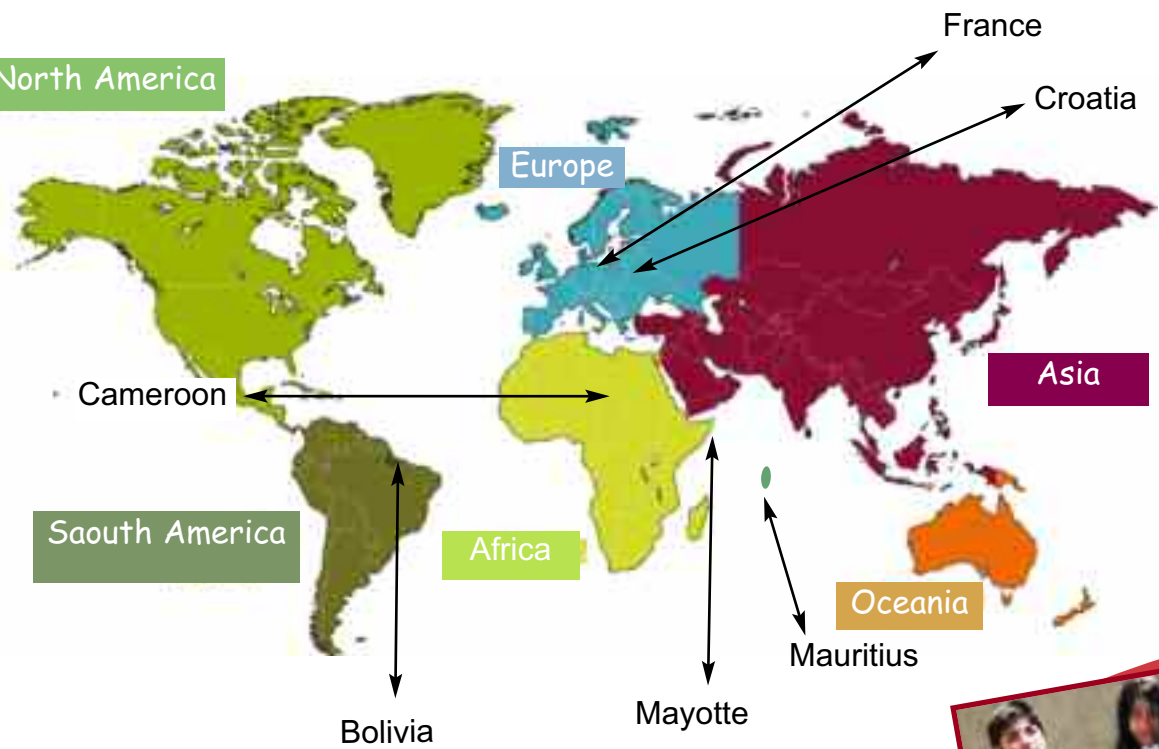 France
North America
Croatia
Europe
Asia
Cameroon
Saouth America
Africa
Oceania
Mauritius
Mayotte
Bolivia